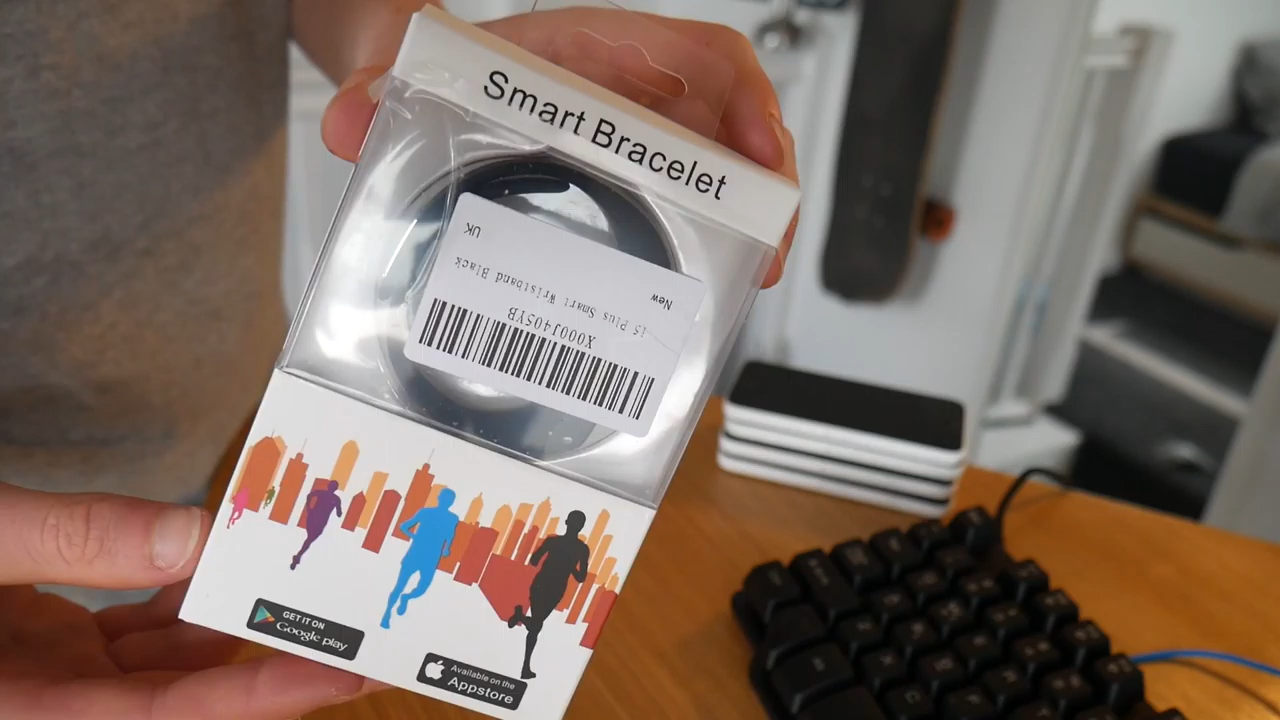 Smart Bracelet
X000J405YB
i5 Plus Smart Wristband Black
New
UK
GET IT ON
Google play
Available on the
Appstore